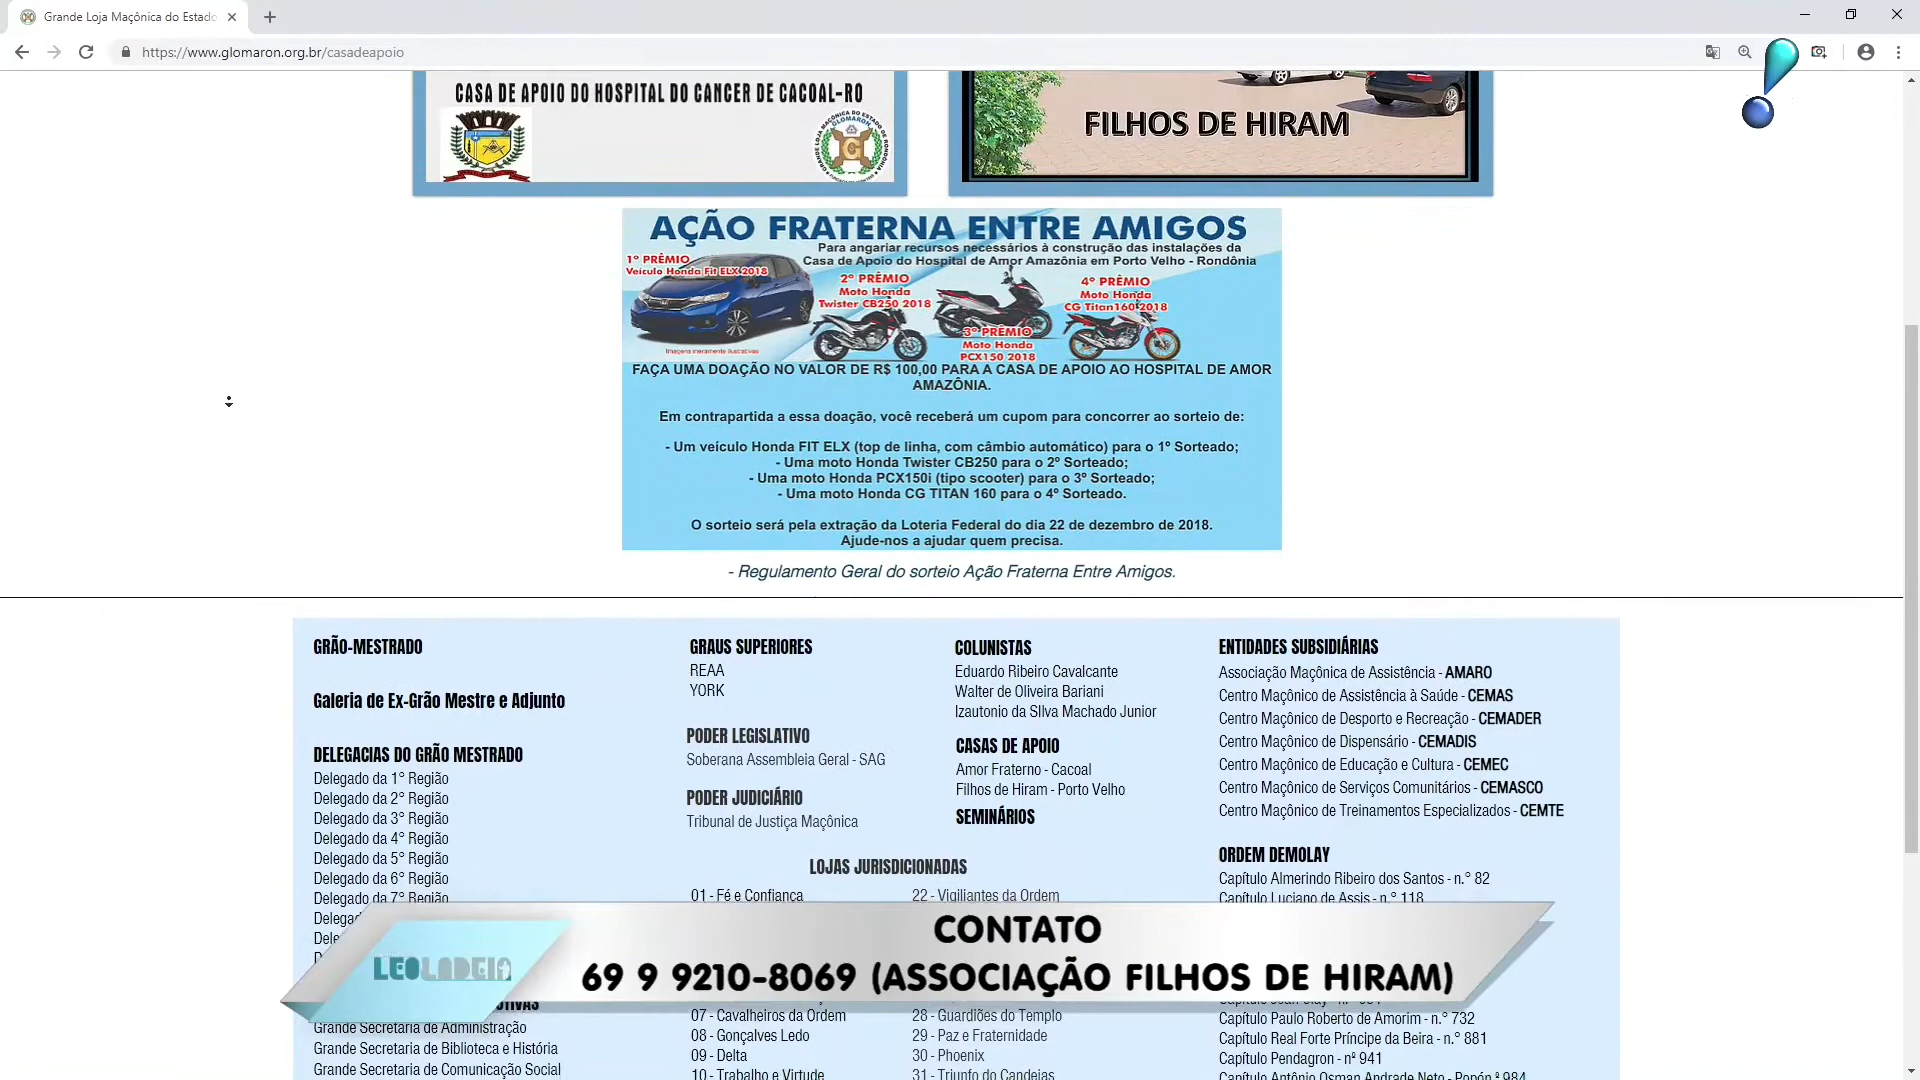 Grande Loja Maçônica do Estado
https://www.glomaron.org.br/casadeapoio
CASA DE APOIO DO HOSPITAL DO CANCER DE CACOAL-RO
FILHOS DE HIRAM
AÇÃO FRATERNA ENTRE AMIGOS
Para angariar recursos necessários à construção das instalações da
Casa de Apoio do Hospital de Amor Amazônia em Porto Velho - Rondônia
1º PRÊMIO
Veículo Honda Fit ELX 2018
2º PRÊMIO
Moto Honda
Twister CB250 2018
3º PRÊMIO
Moto Honda
PCX150 2018
4º PRÊMIO
Moto Honda
CG Titan160 2018
Imagens meramente ilustrativas
FAÇA UMA DOAÇÃO NO VALOR DE R$ 100,00 PARA A CASA DE APOIO AO HOSPITAL DE AMOR
AMAZÔNIA.
Em contrapartida a essa doação, você receberá um cupom para concorrer ao sorteio de:
- Um veículo Honda FIT ELX (top de linha, com câmbio automático) para o 1º Sorteado;
- Uma moto Honda Twister CB250 para o 2º Sorteado;
- Uma moto Honda PCX150i (tipo scooter) para o 3º Sorteado;
- Uma moto Honda CG TITAN 160 para o 4º Sorteado.
O sorteio será pela extração da Loteria Federal do dia 22 de dezembro de 2018.
Ajude-nos a ajudar quem precisa.
- Regulamento Geral do sorteio Ação Fraterna Entre Amigos.
GRÃO-MESTRADO
Galeria de Ex-Grão Mestre e Adjunto
DELEGACIAS DO GRÃO MESTRADO
Delegado da 1° Região
Delegado da 2° Região
Delegado da 3° Região
Delegado da 4° Região
Delegado da 5° Região
Delegado da 6° Região
Delegado da 7° Região
Grande Secretaria de Administração
Grande Secretaria de Biblioteca e História
Grande Secretaria de Comunicação Social
GRAUS SUPERIORES
REAA
YORK
PODER LEGISLATIVO
Soberana Assembleia Geral - SAG
PODER JUDICIÁRIO
Tribunal de Justiça Maçônica
COLUNISTAS
Eduardo Ribeiro Cavalcante
Walter de Oliveira Bariani
Izautonio da SIlva Machado Junior
CASAS DE APOIO
Amor Fraterno - Cacoal
Filhos de Hiram - Porto Velho
SEMINÁRIOS
LOJAS JURISDICIONADAS
01 - Fé e Confiança
07 - Cavalheiros da Ordem
08 - Gonçalves Ledo
09 - Delta
10 - Trabalho e Virtude
22 - Vigiliantes da Ordem
28 - Guardiões do Templo
29 - Paz e Fraternidade
30 - Phoenix
31 - Triunfo do Candeias
ENTIDADES SUBSIDIÁRIAS
Associação Maçônica de Assistência - AMARO
Centro Maçônico de Assistência à Saúde - CEMAS
Centro Maçônico de Desporto e Recreação - CEMADER
Centro Maçônico de Dispensário - CEMADIS
Centro Maçônico de Educação e Cultura - CEMEC
Centro Maçônico de Serviços Comunitários - CEMASCO
Centro Maçônico de Treinamentos Especializados - CEMTE
ORDEM DEMOLAY
Capítulo Almerindo Ribeiro dos Santos - n.° 82
Capítulo Luciano de Assis - n.° 118
Capítulo Paulo Roberto de Amorim - n.° 732
Capítulo Real Forte Príncipe da Beira - n.° 881
Capítulo Pendagron - nº 941
Capítulo Antônio Osman Andrade Neto - Popón º 984
LEOLADEIA
CONTATO
69 9 9210-8069 (ASSOCIAÇÃO FILHOS DE HIRAM)